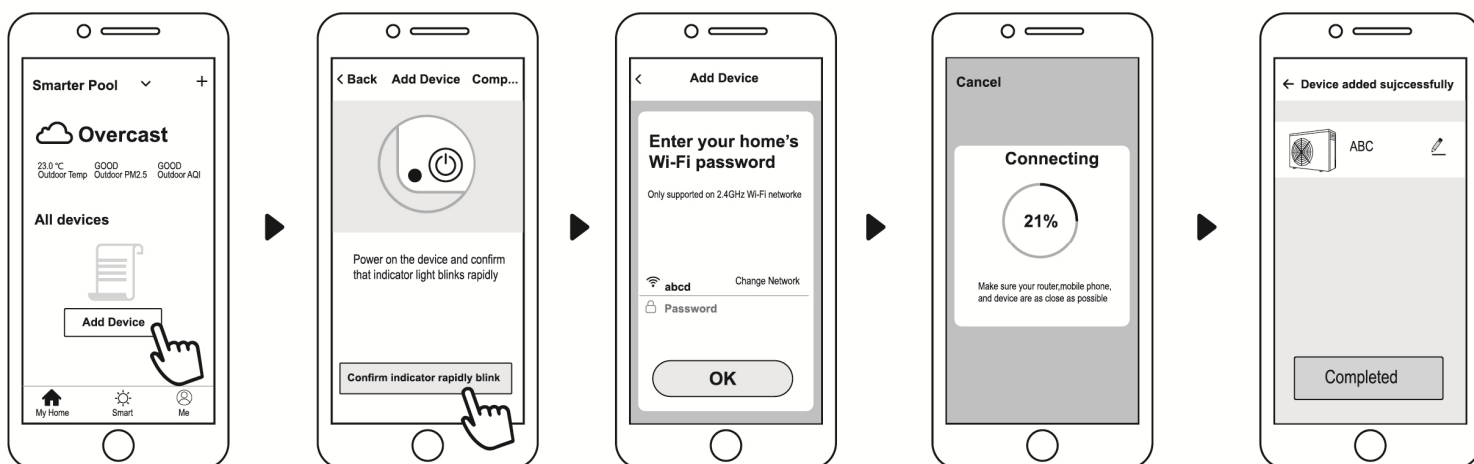 Smarter Pool
Overcast
23.0 ℃
Outdoor Temp
GOOD
Outdoor PM2.5
GOOD
Outdoor AQI
All devices
Add Device
My Home
Smart
Me
Back
Add Device
Comp...
Power on the device and confirm
that indicator light blinks rapidly
Confirm indicator rapidly blink
Add Device
Enter your home's
Wi-Fi password
Only supported on 2.4GHz Wi-Fi networke
abcd
Change Network
Password
OK
Cancel
Connecting
21%
Make sure your router,mobile phone,
and device are as close as possible
Device added sujccessfully
ABC
Completed